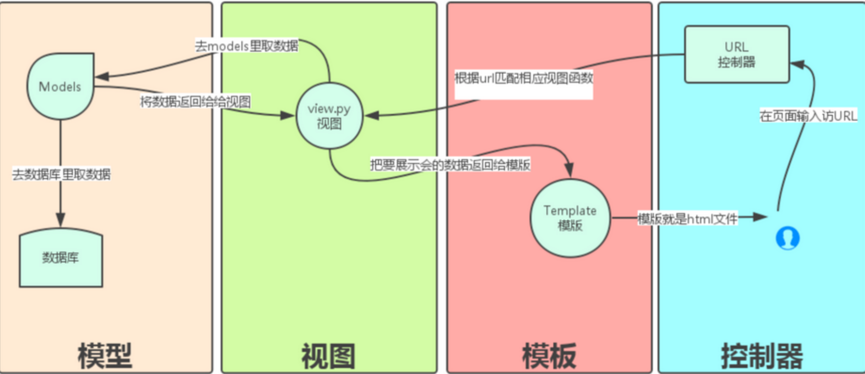 去models里取数据
URL
控制器
根据url匹配相应视图函数
Models
将数据返回给给视图
view.py
视图
在页面输入访URL
去数据库里取数据
把要展示会的数据返回给模版
Template
模版
模版就是html文件
数据库
模型
视图
模板
控制器